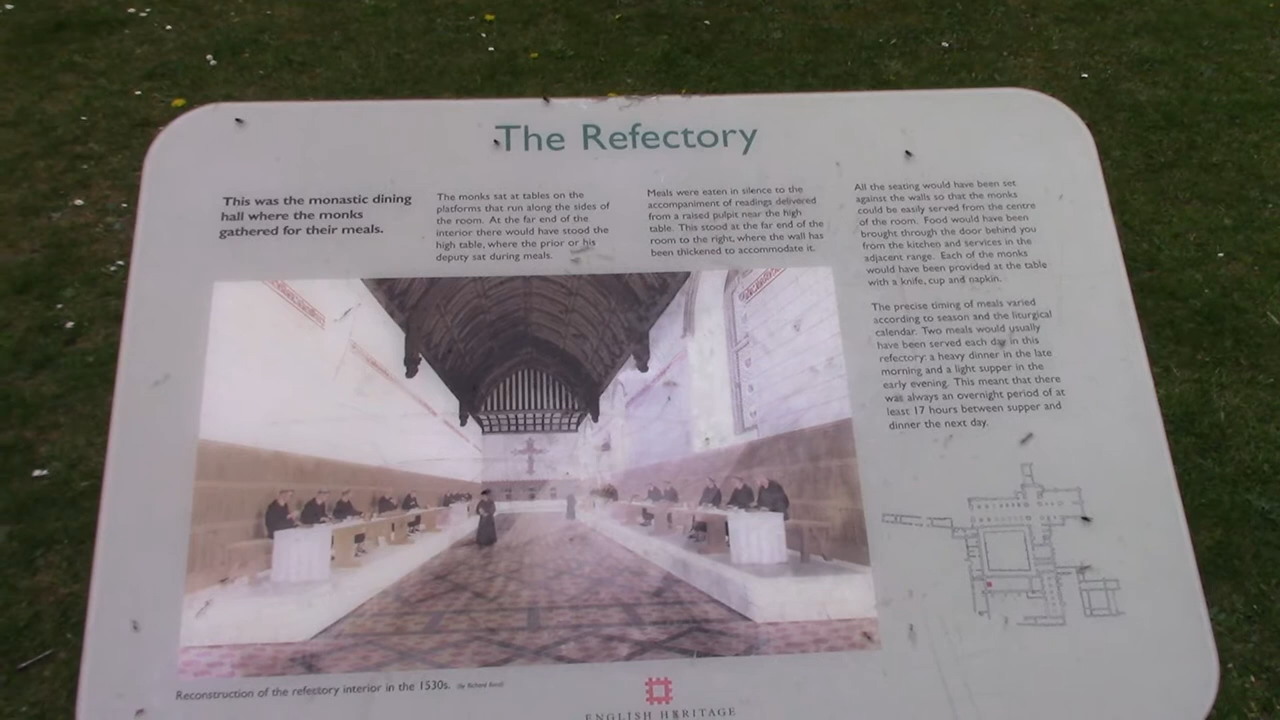 The Refectory
This was the monastic dining
hall where the monks
gathered for their meals.
The monks sat at tables on the
platforms that run along the sides of
the room. At the far end of the
interior there would have stood the
high table, where the prior or his
deputy sat during meals.
Meals were eaten in silence to the
accompaniment of readings delivered
from a raised pulpit near the high
table. This stood at the far end of the
room to the right, where the wall has
been thickened to accommodate it.
All the seating would have been set
against the walls so that the monks
could be easily served from the centre
of the room. Food would have been
brought through the door behind you
from the kitchen and services in the
adjacent range. Each of the monks
would have been provided at the table
with a knife, cup and napkin.
The precise timing of meals varied
according to season and the liturgical
calendar. Two meals would usually
have been served each day in this
refectory: a heavy dinner in the late
morning and a light supper in the
early evening. This meant that there
was always an overnight period of at
least 17 hours between supper and
dinner the next day.
Reconstruction of the refectory interior in the 1530s.
ENGLISH HERITAGE